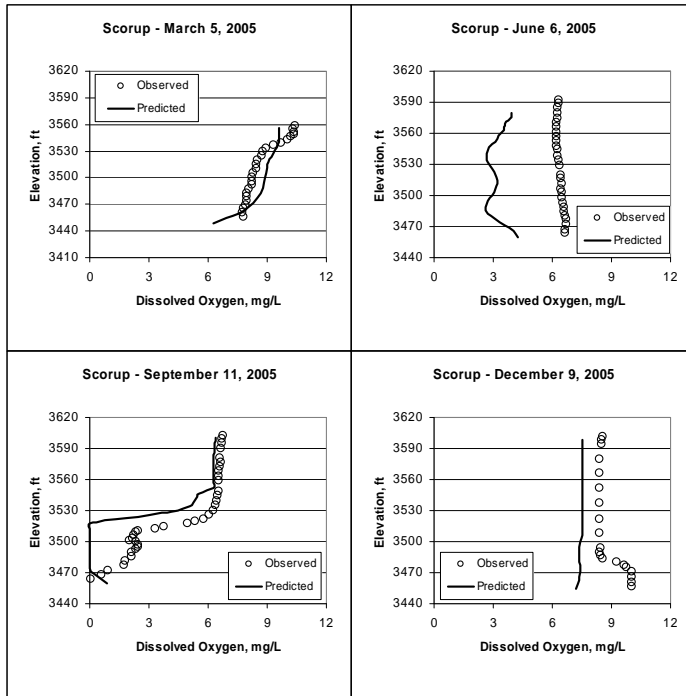 Scorup - March 5, 2005
3620
3590
3560
3530
3500
3470
3440
3410
Elevation, ft
Observed
Predicted
0 3 6 9 12
Dissolved Oxygen, mg/L
Scorup - June 6, 2005
3620
3590
3560
3530
3500
3470
3440
Elevation, ft
Observed
Predicted
0 3 6 9 12
Dissolved Oxygen, mg/L
Scorup - September 11, 2005
3620
3590
3560
3530
3500
3470
3440
Elevation, ft
Observed
Predicted
0 3 6 9 12
Dissolved Oxygen, mg/L
Scorup - December 9, 2005
3620
3590
3560
3530
3500
3470
3440
Elevation, ft
Observed
Predicted
0 3 6 9 12
Dissolved Oxygen, mg/L